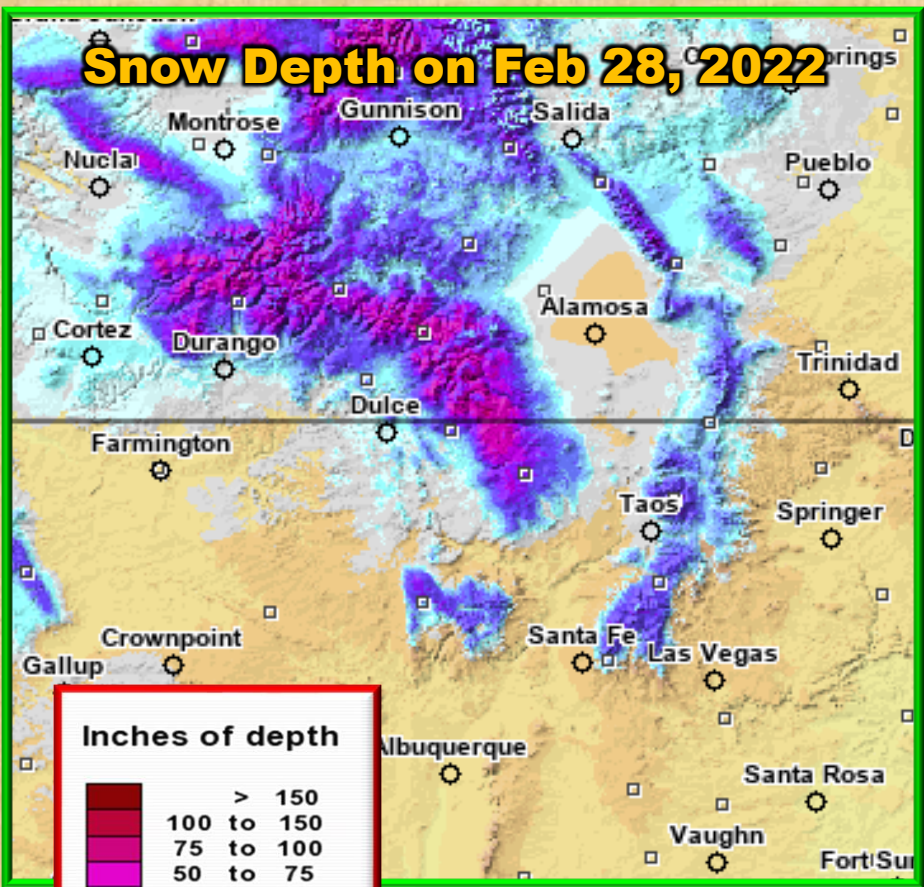 Snow Depth on Feb 28, 2022
Gunnison
Salida
Montrose
Nucla
Pueblo
Alamosa
Cortez
Durango
Trinidad
Dulce
Farmington
Taos
Springer
Crownpoint
Santa Fe
Las Vegas
Gallup
Inches of depth
Albuquerque
Santa Rosa
> 150
100 to 150
75 to 100
Vaughn
50 to 75
Fort Sum